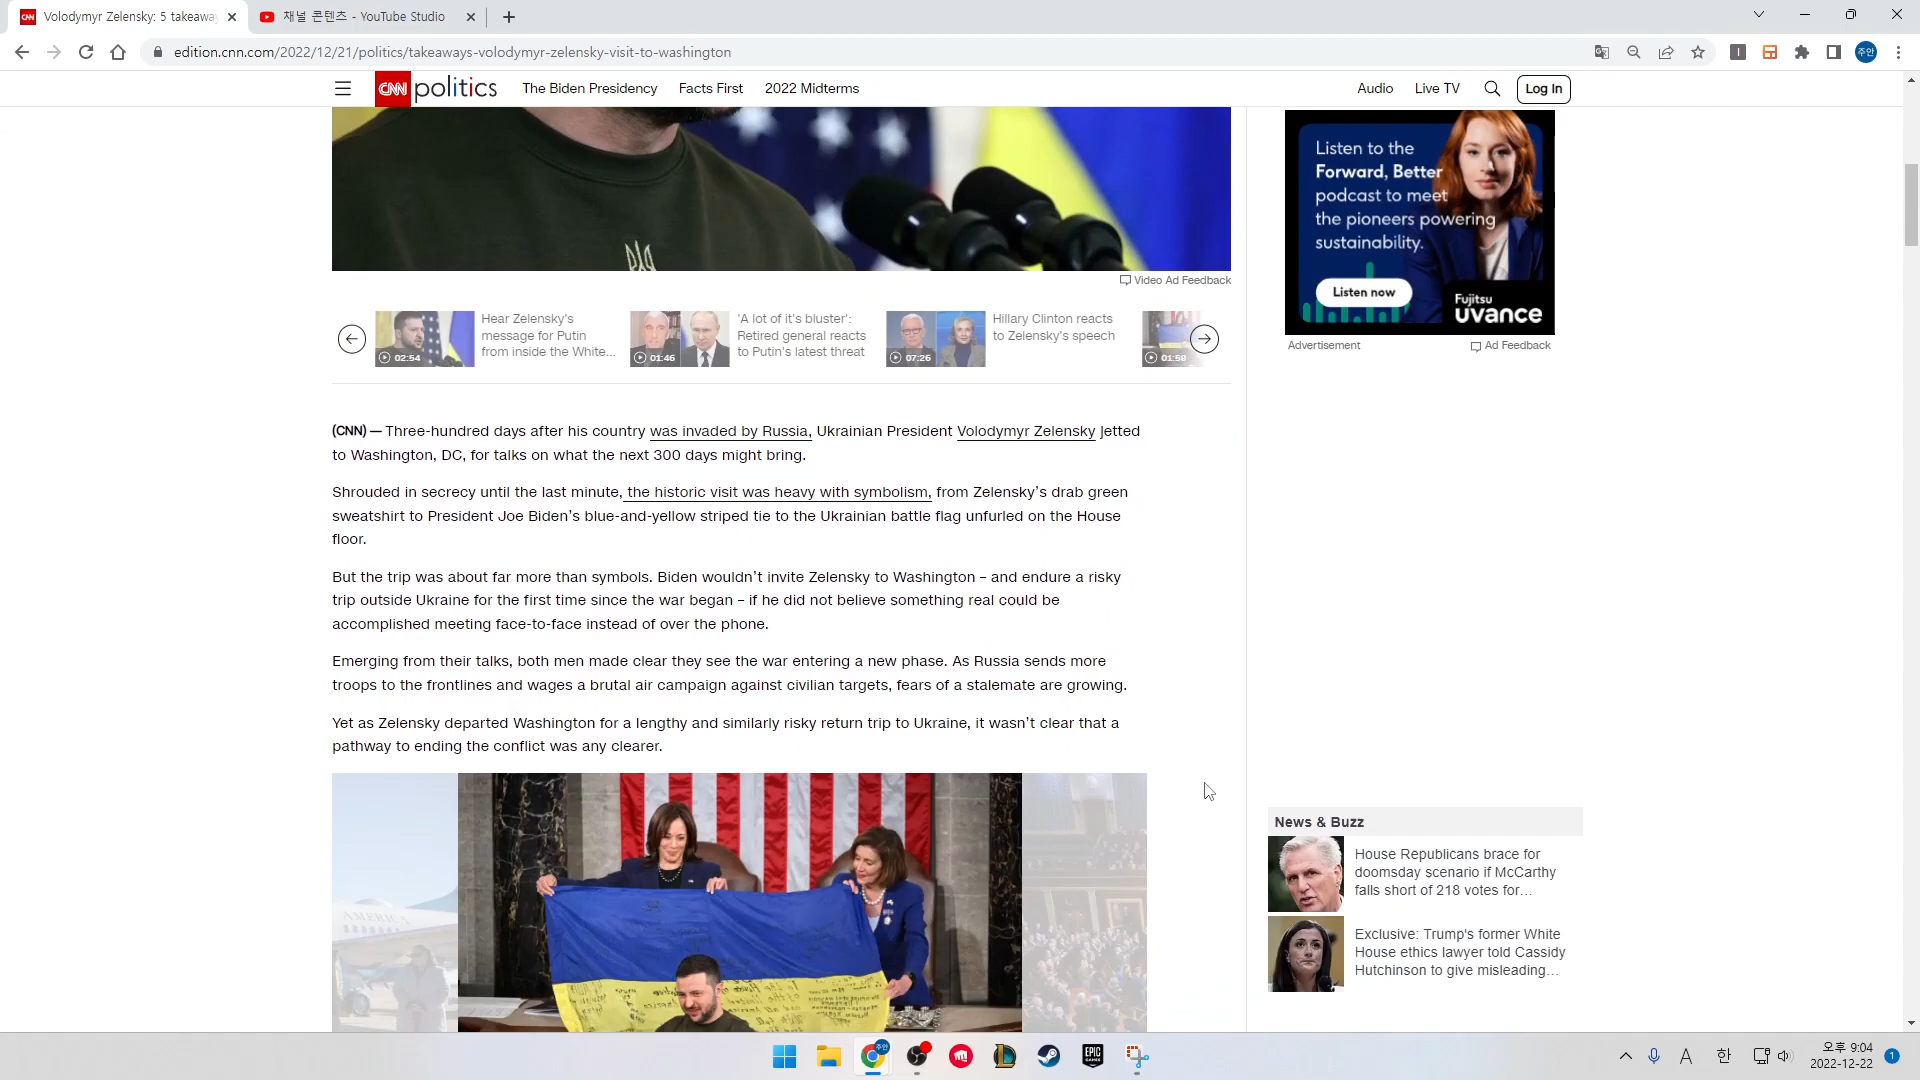 Volodymyr Zelensky: 5 takeaway
채널 콘텐츠 - YouTube Studio
edition.cnn.com/2022/12/21/politics/takeaways-volodymyr-zelensky-visit-to-washington
주안
CNN politics
The Biden Presidency
Facts First
2022 Midterms
Audio
Live TV
Log In
Listen to the
Forward, Better
podcast to meet
the pioneers powering
sustainability.
Listen now
Fujitsu
uvance
Advertisement
Ad Feedback
Video Ad Feedback
02:54
Hear Zelensky's
message for Putin
from inside the White...
01:46
'A lot of it's bluster':
Retired general reacts
to Putin's latest threat
07:26
Hillary Clinton reacts
to Zelensky's speech
(CNN) — Three-hundred days after his country was invaded by Russia, Ukrainian President Volodymyr Zelensky jetted
to Washington, DC, for talks on what the next 300 days might bring.
Shrouded in secrecy until the last minute, the historic visit was heavy with symbolism, from Zelensky's drab green
sweatshirt to President Joe Biden's blue-and-yellow striped tie to the Ukrainian battle flag unfurled on the House
floor.
But the trip was about far more than symbols. Biden wouldn't invite Zelensky to Washington – and endure a risky
trip outside Ukraine for the first time since the war began – if he did not believe something real could be
accomplished meeting face-to-face instead of over the phone.
Emerging from their talks, both men made clear they see the war entering a new phase. As Russia sends more
troops to the frontlines and wages a brutal air campaign against civilian targets, fears of a stalemate are growing.
Yet as Zelensky departed Washington for a lengthy and similarly risky return trip to Ukraine, it wasn't clear that a
pathway to ending the conflict was any clearer.
AMERICA
News & Buzz
House Republicans brace for
doomsday scenario if McCarthy
falls short of 218 votes for...
Exclusive: Trump's former White
House ethics lawyer told Cassidy
Hutchinson to give misleading...
EPIC
GAMES
A
한
오후 9:04
2022-12-22
1